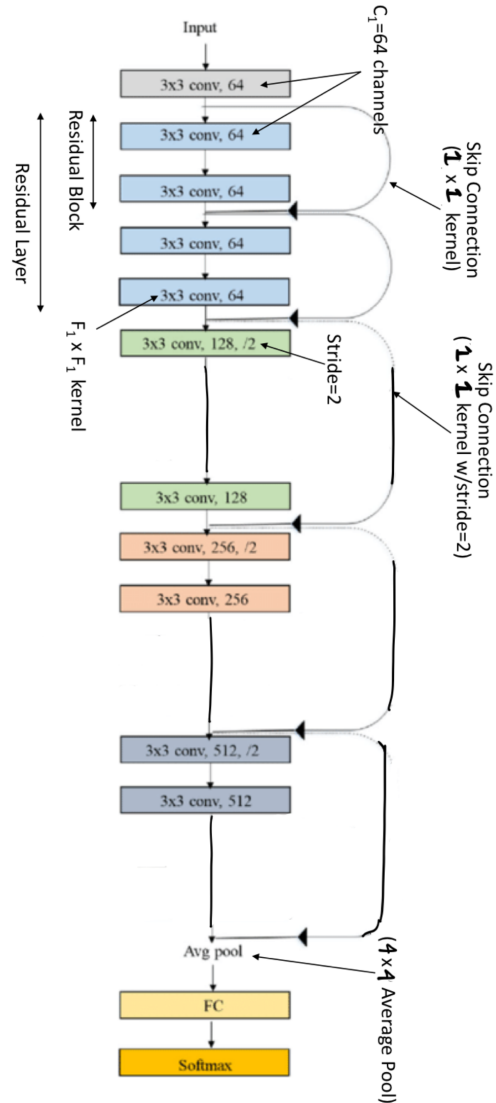 Input
C₁=64 channels
3x3 conv, 64
Skip Connection
(1 x 1 kernel)
3x3 conv, 64
Residual Block
Residual Layer
3x3 conv, 64
3x3 conv, 64
3x3 conv, 64
F₁ x F₁ kernel
3x3 conv, 128, /2
Stride=2
Skip Connection
(1 x 1 kernel w/stride=2)
3x3 conv, 128
3x3 conv, 256, /2
3x3 conv, 256
3x3 conv, 512, /2
3x3 conv, 512
Avg pool
(4x4 Average Pool)
FC
Softmax